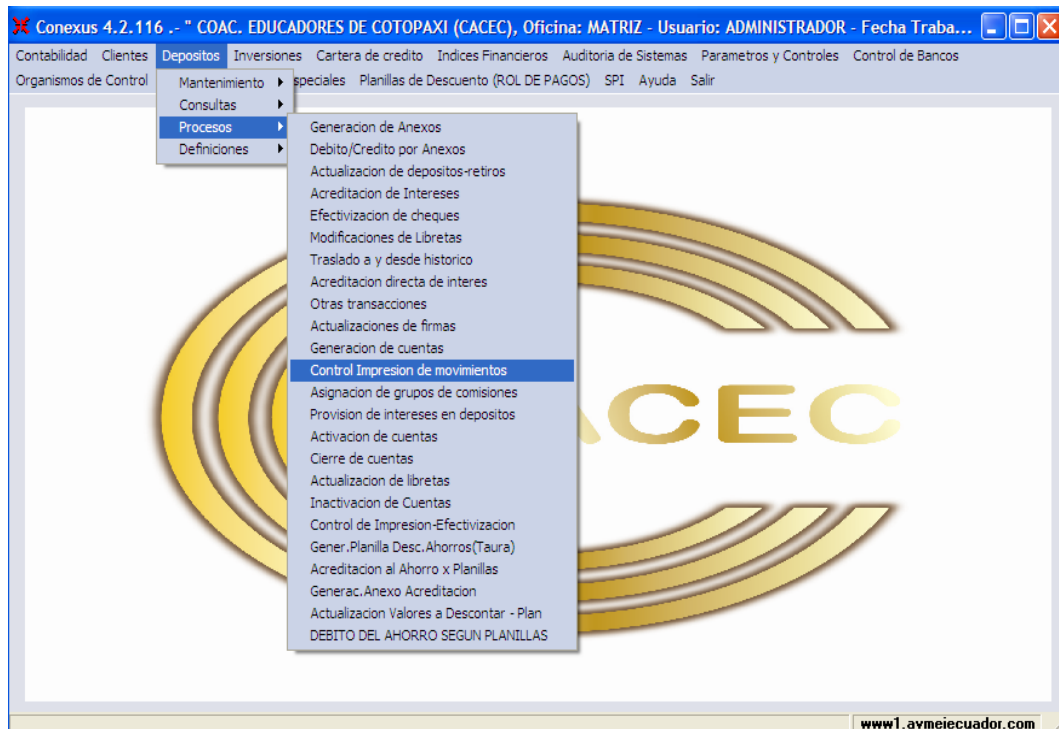 Conexus 4.2.116 .- " COAC. EDUCADORES DE COTOPAXI (CACEC), Oficina: MATRIZ - Usuario: ADMINISTRADOR - Fecha Traba...
Contabilidad Clientes Depositos Inversiones Cartera de credito Indices Financieros Auditoria de Sistemas Parametros y Controles Control de Bancos
Organismos de Control speciales Planillas de Descuento (ROL DE PAGOS) SPI Ayuda Salir
Mantenimiento
Consultas
Procesos
Definiciones
Generacion de Anexos
Debito/Credito por Anexos
Actualizacion de depositos-retiros
Acreditacion de Intereses
Efectivizacion de cheques
Modificaciones de Libretas
Traslado a y desde historico
Acreditacion directa de interes
Otras transacciones
Actualizaciones de firmas
Generacion de cuentas
Control Impresion de movimientos
Asignacion de grupos de comisiones
Provision de intereses en depositos
Activacion de cuentas
Cierre de cuentas
Actualizacion de libretas
Inactivacion de Cuentas
Control de Impresion-Efectivizacion
Gener.Planilla Desc.Ahorros(Taura)
Acreditacion al Ahorro x Planillas
Generac.Anexo Acreditacion
Actualizacion Valores a Descontar - Plan
DEBITO DEL AHORRO SEGUN PLANILLAS
CEC
www1.aymeiecuador.com